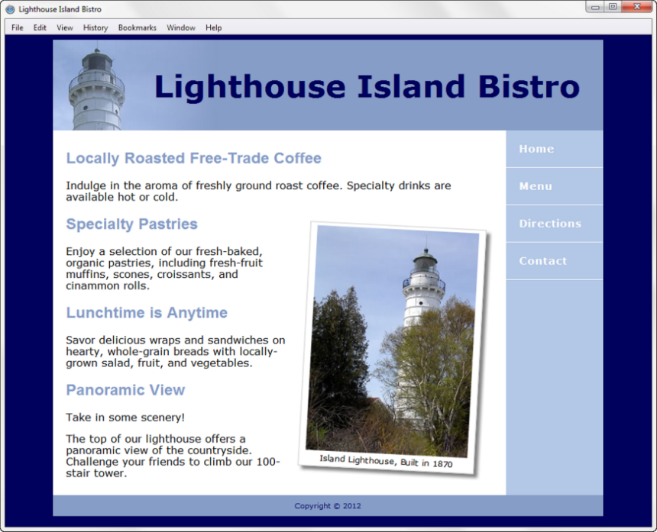 Lighthouse Island Bistro
File Edit View History Bookmarks Window Help
Lighthouse Island Bistro
Home
Menu
Directions
Contact
Locally Roasted Free-Trade Coffee
Indulge in the aroma of freshly ground roast coffee. Specialty drinks are
available hot or cold.
Specialty Pastries
Enjoy a selection of our fresh-baked,
organic pastries, including fresh-fruit
muffins, scones, croissants, and
cinammon rolls.
Lunchtime is Anytime
Savor delicious wraps and sandwiches on
hearty, whole-grain breads with locally-
grown salad, fruit, and vegetables.
Panoramic View
Take in some scenery!
The top of our lighthouse offers a
panoramic view of the countryside.
Challenge your friends to climb our 100-
stair tower.
Island Lighthouse, Built in 1870
Copyright © 2012